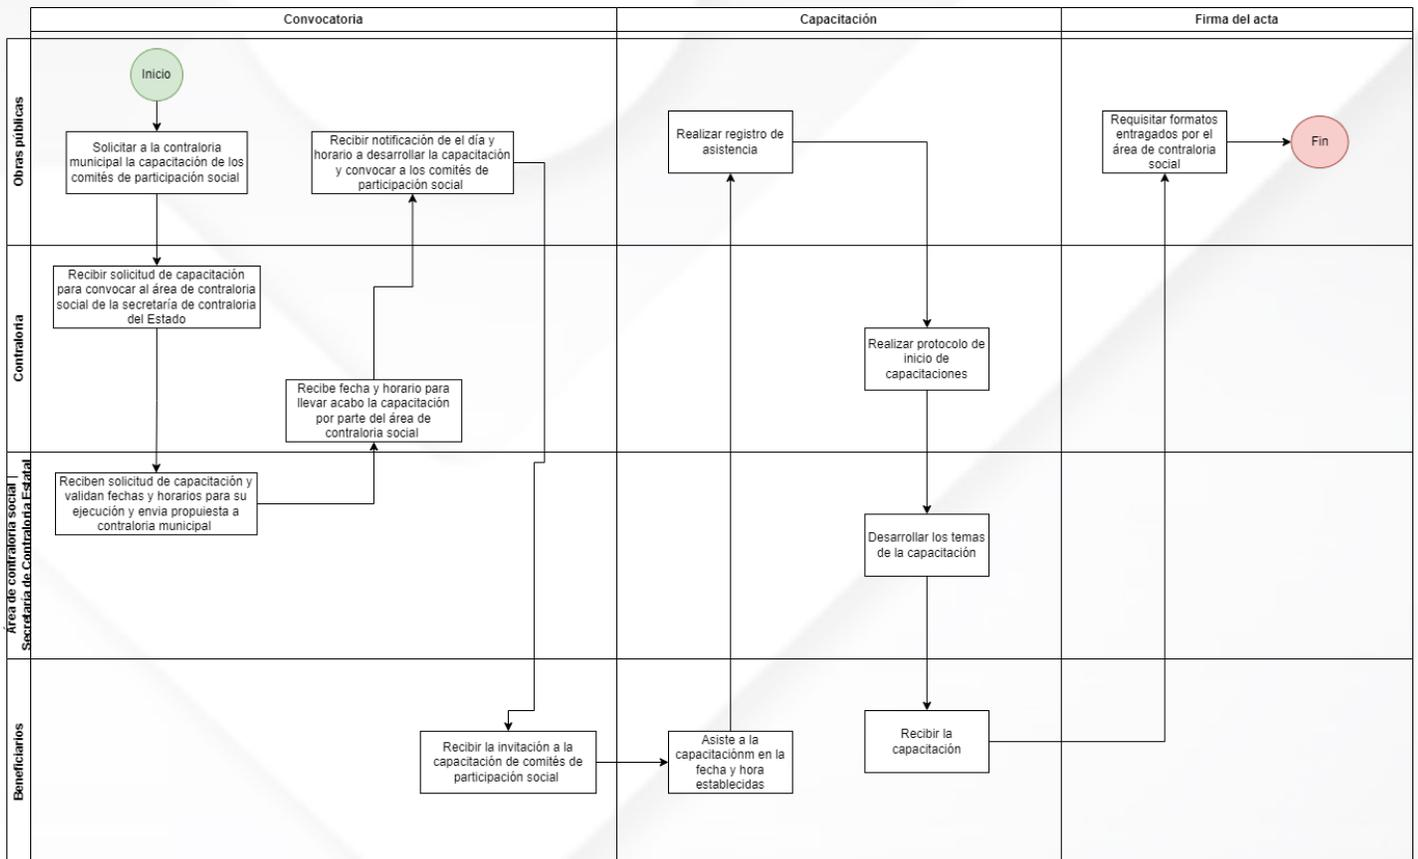 Convocatoria
Capacitación
Firma del acta
Obras públicas
Inicio
Solicitar a la contraloria
municipal la capacitación de los
comités de participación social
Recibir notificación de el día y
horario a desarrollar la capacitación
y convocar a los comités de
participación social
Realizar registro de
asistencia
Requisitar formatos
entragados por el
área de contraloria
social
Fin
Contraloría
Recibir solicitud de capacitación
para convocar al área de contraloria
social de la secretaría de contraloria
del Estado
Recibe fecha y horario para
llevar acabo la capacitación
por parte del área de
contraloria social
Realizar protocolo de
inicio de
capacitaciones
Área de contraloria social |
Secretaría de Contraloria Estatal
Reciben solicitud de capacitación y
validan fechas y horarios para su
ejecución y envia propuiesta a
contraloria municipal
Desarrollar los temas
de la capacitación
Beneficiarios
Recibir la invitación a la
capacitación de comités de
participación social
Asiste a la
capacitaciónm en la
fecha y hora
establecidas
Recibir la
capacitación